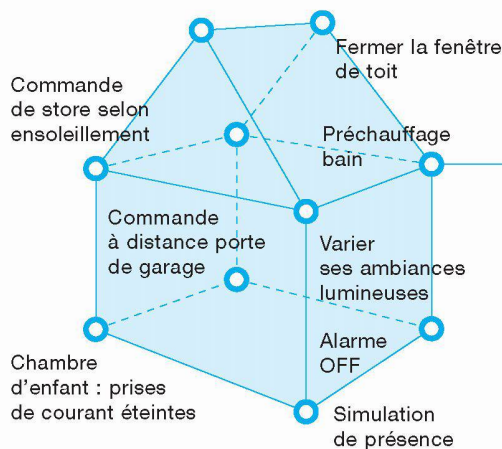 Fermer la fenêtre
de toit
Commande
de store selon
ensoleillement
Préchauffage
bain
Commande
à distance porte
de garage
Varier
ses ambiances
lumineuses
Alarme
OFF
Chambre
d'enfant : prises
de courant éteintes
Simulation
de présence